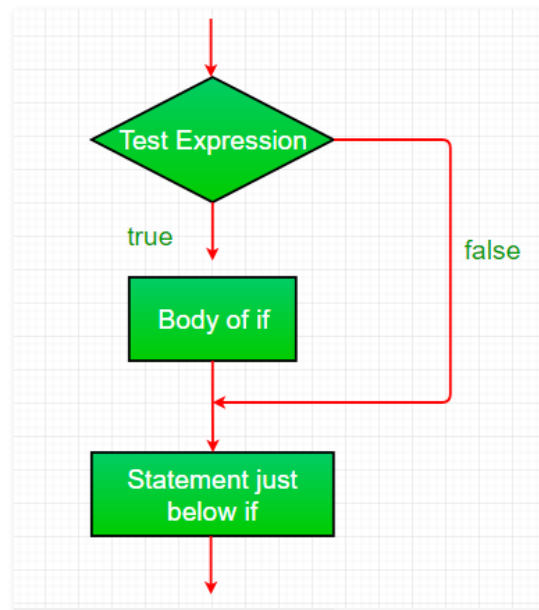 Test Expression
true
false
Body of if
Statement just
below if